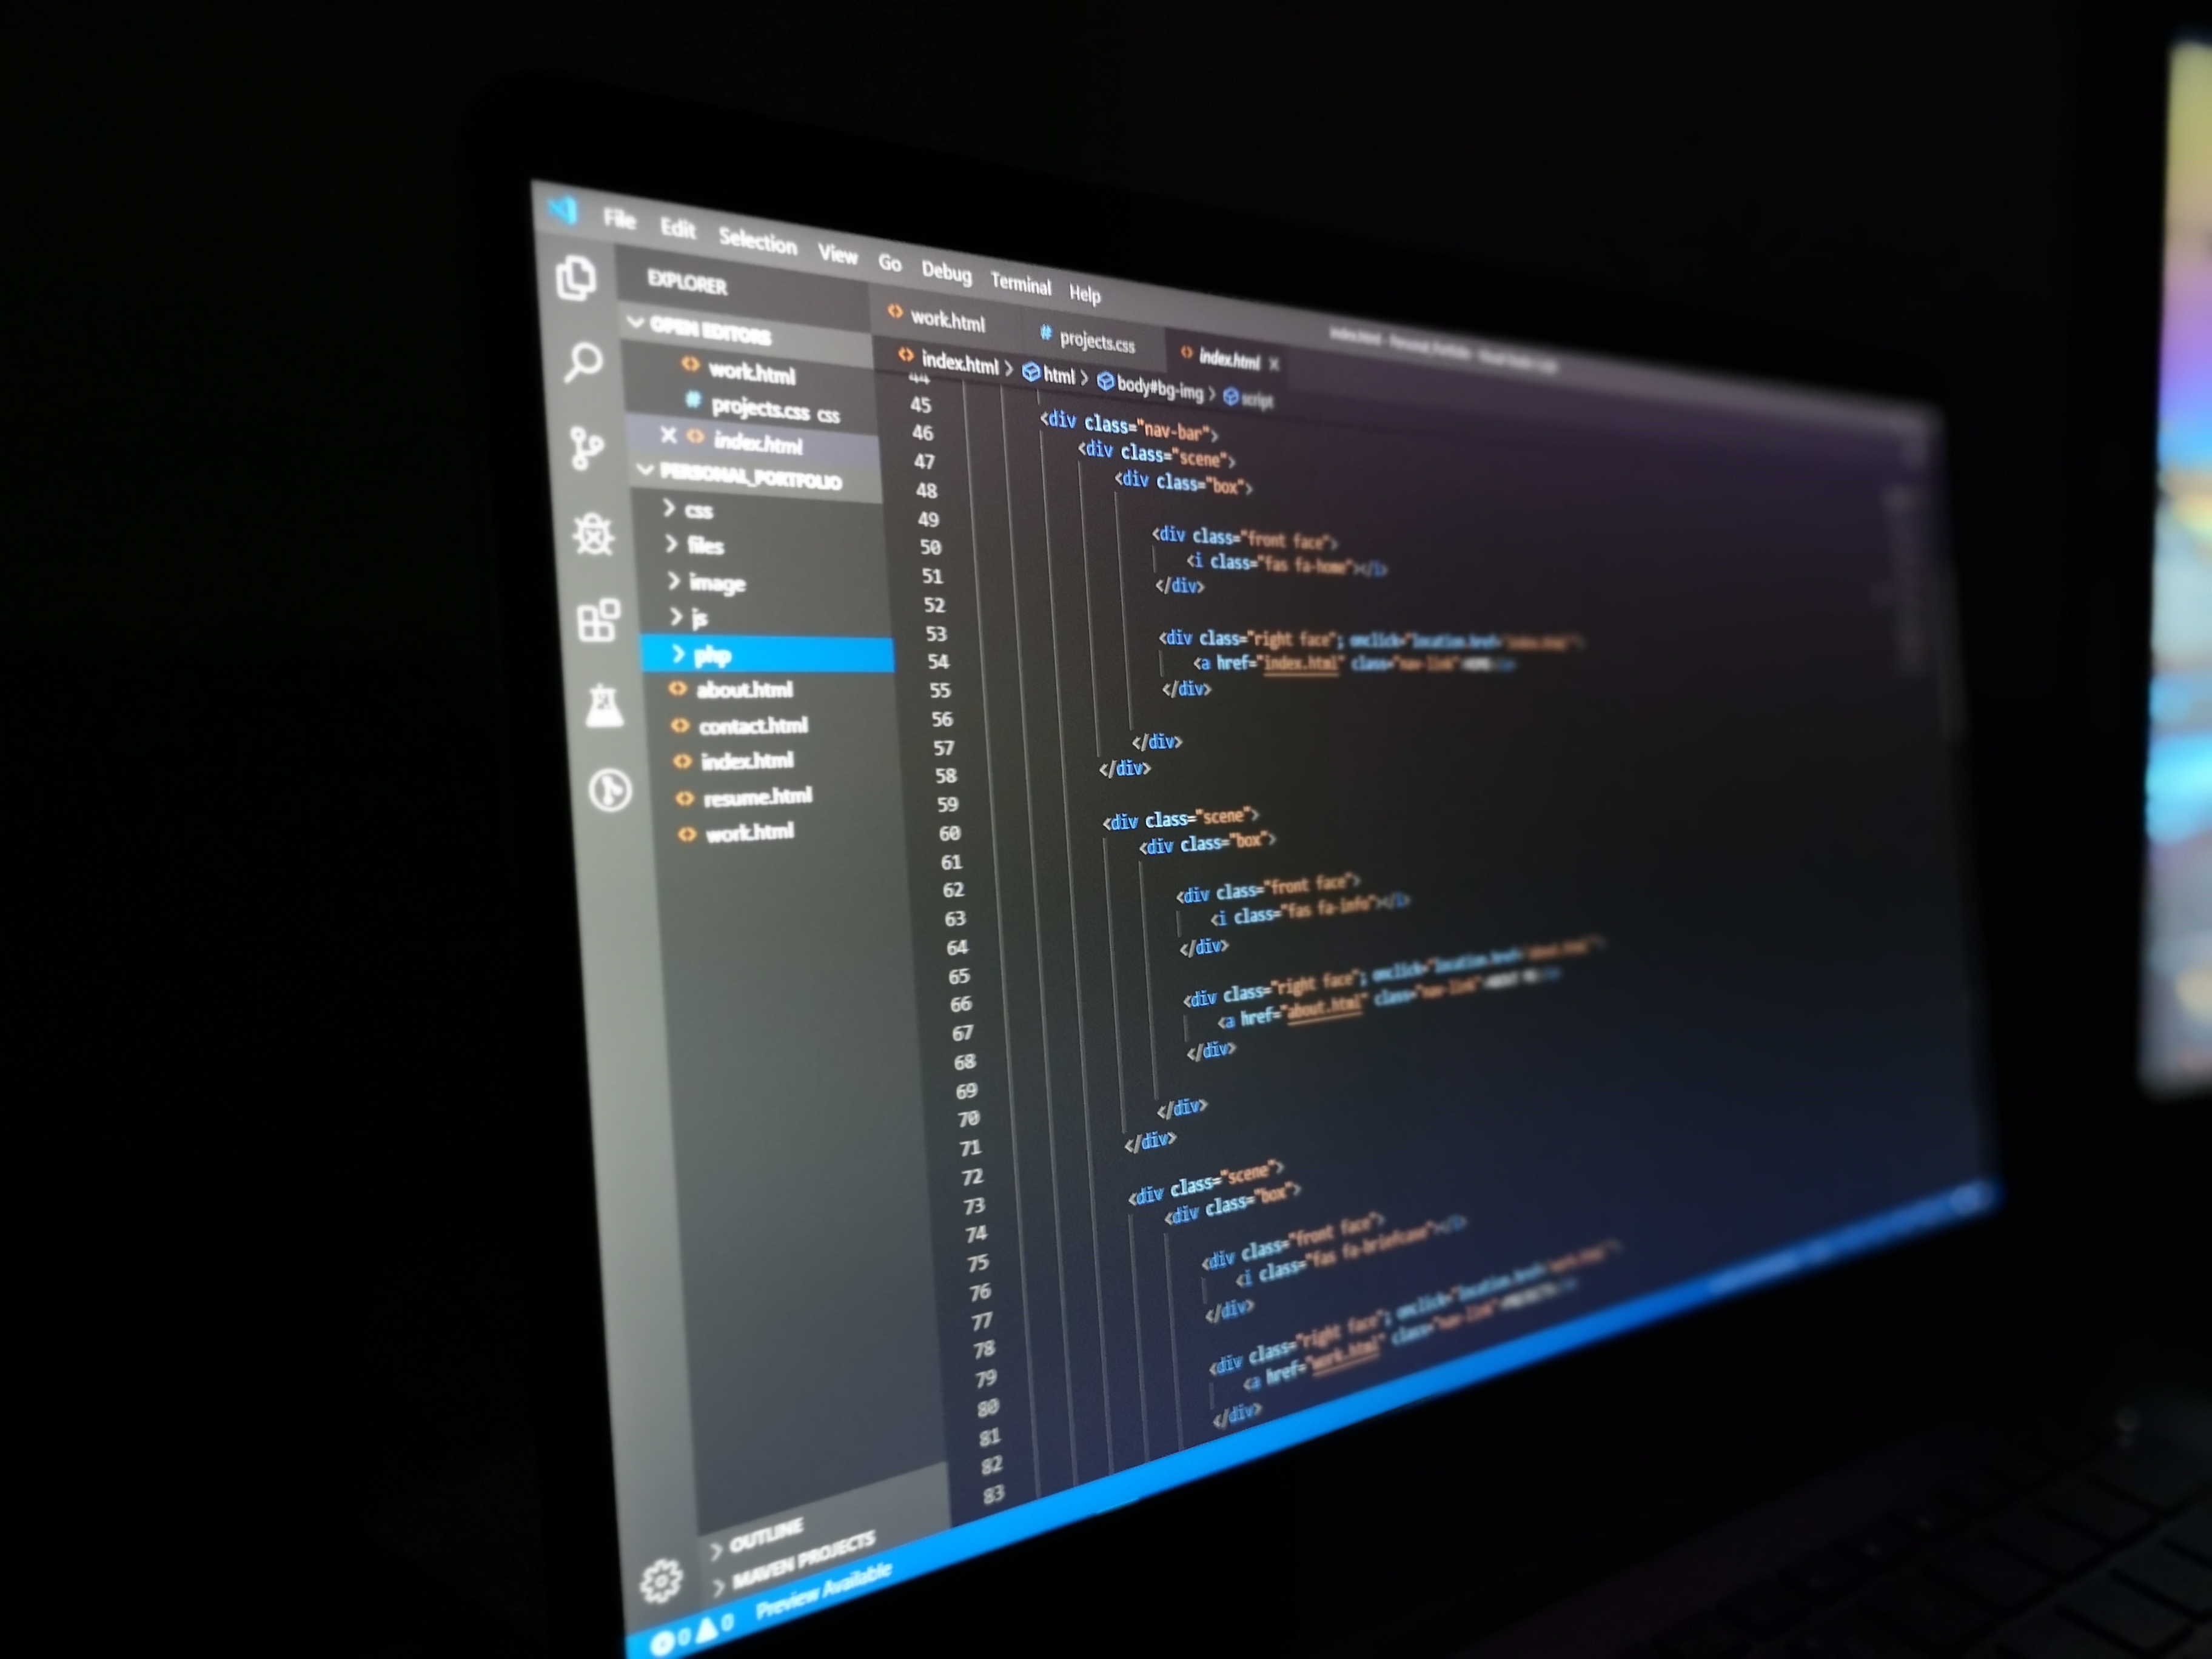 File Edit Selection View Go Debug Terminal Help
EXPLORER
OPEN EDITORS
work.html
projects.css css
index.html
PERSONAL_PORTFOLIO
css
files
image
js
php
about.html
contact.html
index.html
resume.html
work.html
OUTLINE
MAVEN PROJECTS
0 0 Preview Available
work.html projects.css index.html
index.html > html > body#bg-img > script
44
45 <div class="nav-bar">
46 <div class="scene">
47 <div class="box">
48
49 <div class="front face">
50 <i class="fas fa-home"></i>
51 </div>
52
53 <div class="right face"; onclick="location.href='index.html'">
54 <a href="index.html" class="nav-link">HOME</a>
55 </div>
56
57 </div>
58 </div>
59
60 <div class="scene">
61 <div class="box">
62
63 <div class="front face">
64 <i class="fas fa-info"></i>
65 </div>
66
67 <div class="right face"; onclick="location.href='about.html'">
68 <a href="about.html" class="nav-link">ABOUT ME</a>
69 </div>
70
71 </div>
72 </div>
73
74 <div class="scene">
75 <div class="box">
76
77 <div class="front face">
78 <i class="fas fa-briefcase"></i>
79 </div>
80
81 <div class="right face"; onclick="location.href='work.html'">
82 <a href="work.html" class="nav-link">PROJECTS</a>
83 </div>